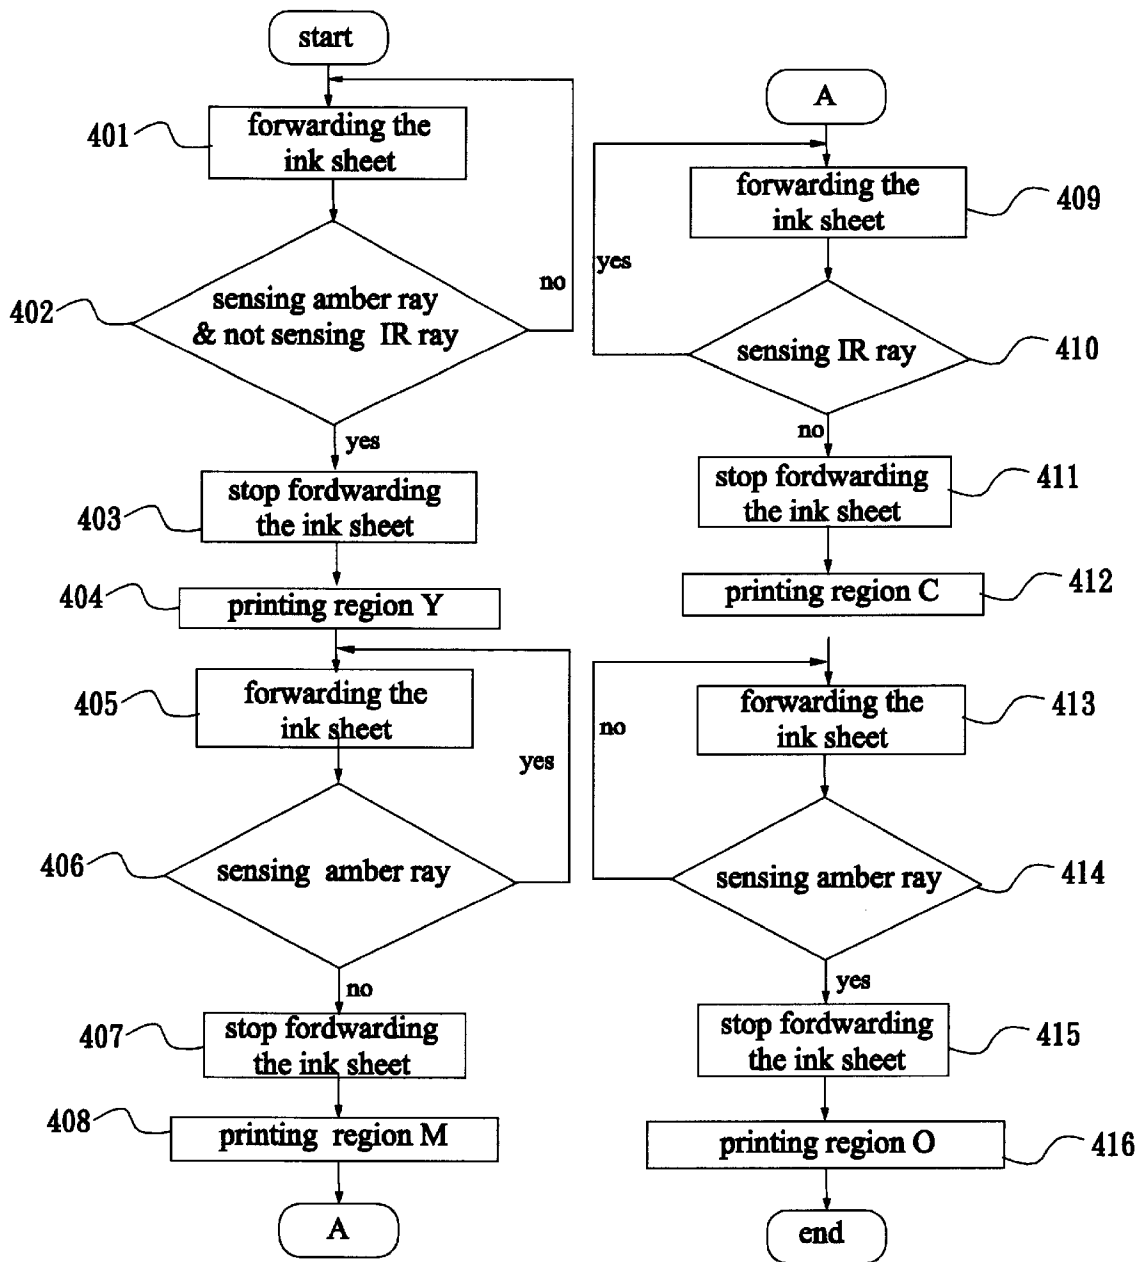 start
401
forwarding the
ink sheet
402
sensing amber ray
& not sensing IR ray
no
yes
403
stop fordwarding
the ink sheet
404
printing region Y
405
forwarding the
ink sheet
yes
406
sensing amber ray
no
407
stop fordwarding
the ink sheet
408
printing region M
A
A
forwarding the
ink sheet
409
yes
sensing IR ray
410
no
stop fordwarding
the ink sheet
411
printing region C
412
forwarding the
ink sheet
413
no
sensing amber ray
414
yes
stop fordwarding
the ink sheet
415
printing region O
416
end